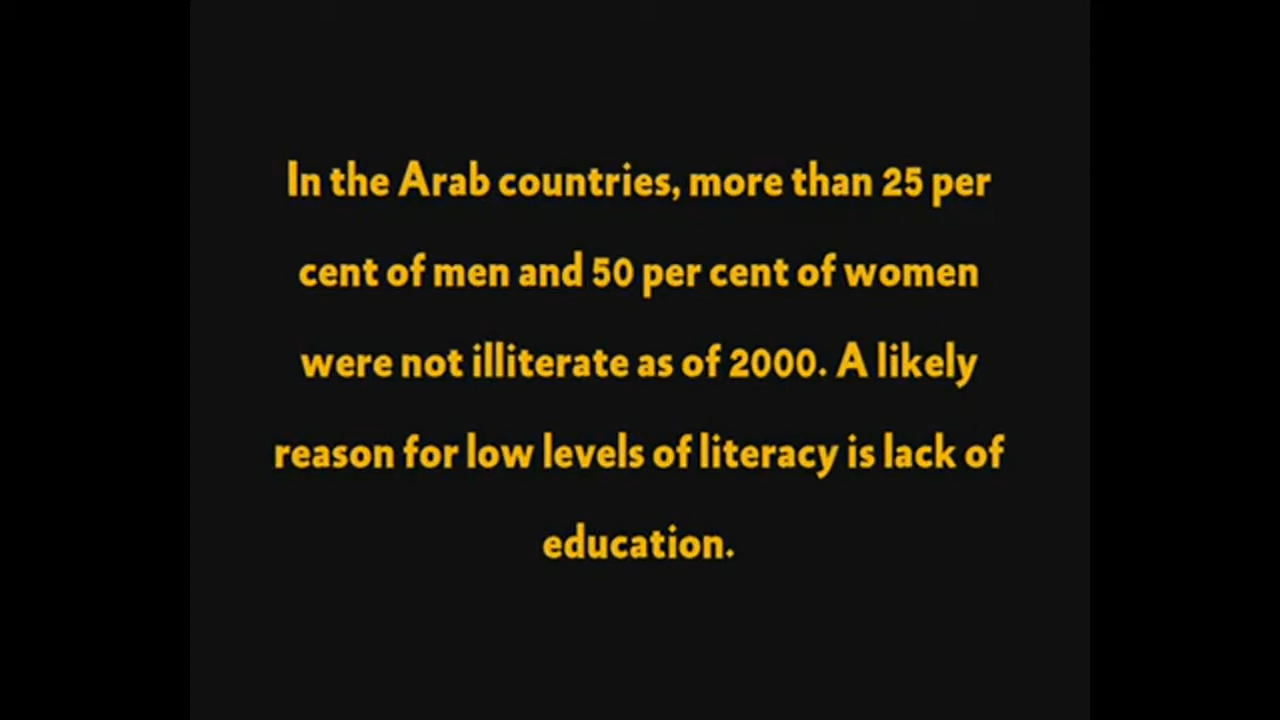 In the Arab countries, more than 25 per
cent of men and 50 per cent of women
were not illiterate as of 2000. A likely
reason for low levels of literacy is lack of
education.